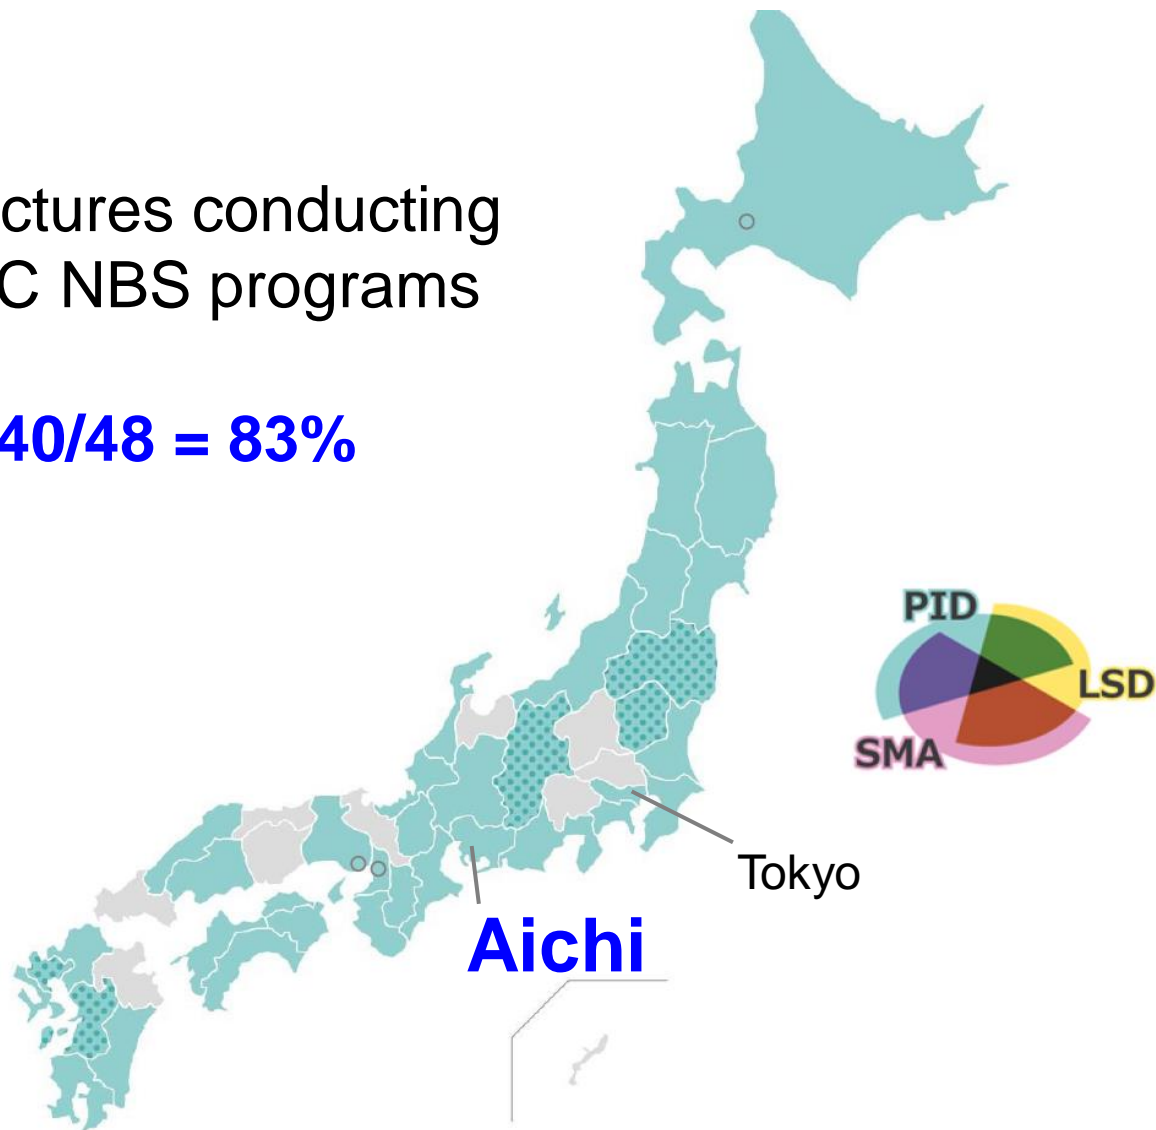 ctures conducting
C NBS programs
40/48 = 83%
PID
LSD
SMA
Tokyo
Aichi